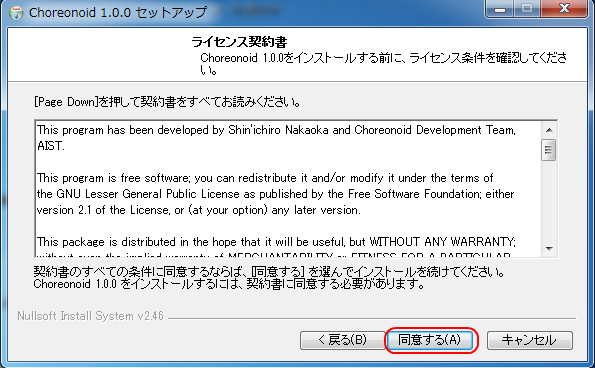 Choreonoid 1.0.0 セットアップ
ライセンス契約書
Choreonoid 1.0.0をインストールする前に、ライセンス条件を確認してくださ
い。
[Page Down]を押して契約書をすべてお読みください。
This program has been developed by Shin'ichiro Nakaoka and Choreonoid Development Team,
AIST.
This program is free software; you can redistribute it and/or modify it under the terms of
the GNU Lesser General Public License as published by the Free Software Foundation; either
version 2.1 of the License, or (at your option) any later version.
This package is distributed in the hope that it will be useful, but WITHOUT ANY WARRANTY;
without even the implied warranty of MERCHANTABILITY or FITNESS FOR A PARTICULAR
契約書のすべての条件に同意するならば、[同意する] を選んでインストールを続けてください。
Choreonoid 1.0.0 をインストールするには、契約書に同意する必要があります。
Nullsoft Install System v2.46
< 戻る(B)
同意する(A)
キャンセル